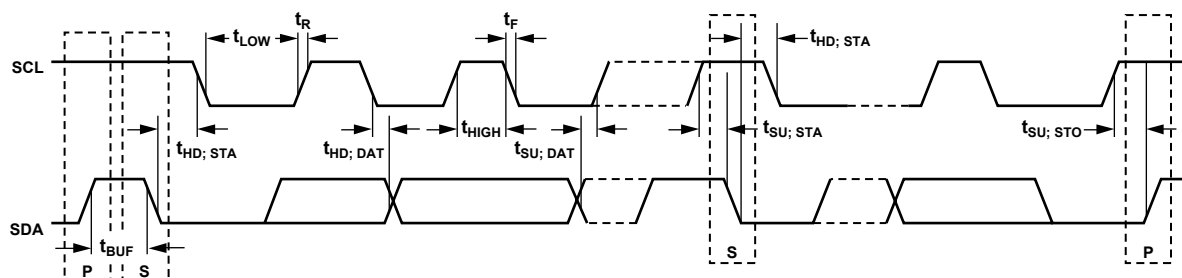 tR
tF
tLOW
tHD; STA
SCL
tHD; STA
tHD; DAT
tHIGH
tSU; DAT
tSU; STA
tSU; STO
SDA
tBUF
P
S
S
P